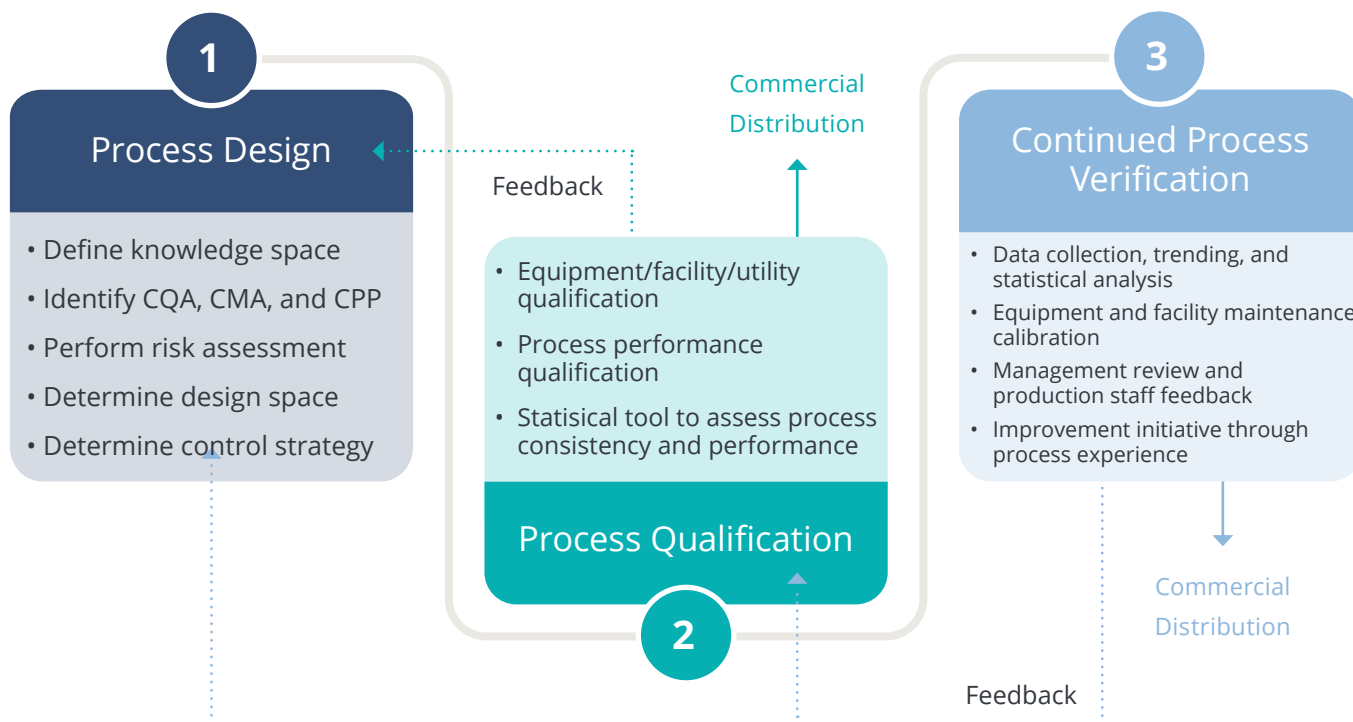 1
Process Design
• Define knowledge space
• Identify CQA, CMA, and CPP
• Perform risk assessment
• Determine design space
• Determine control strategy
Feedback
Commercial
Distribution
• Equipment/facility/utility
qualification
• Process performance
qualification
• Statisical tool to assess process
consistency and performance
Process Qualification
2
3
Continued Process
Verification
• Data collection, trending, and
statistical analysis
• Equipment and facility maintenance
calibration
• Management review and
production staff feedback
• Improvement initiative through
process experience
Commercial
Distribution
Feedback